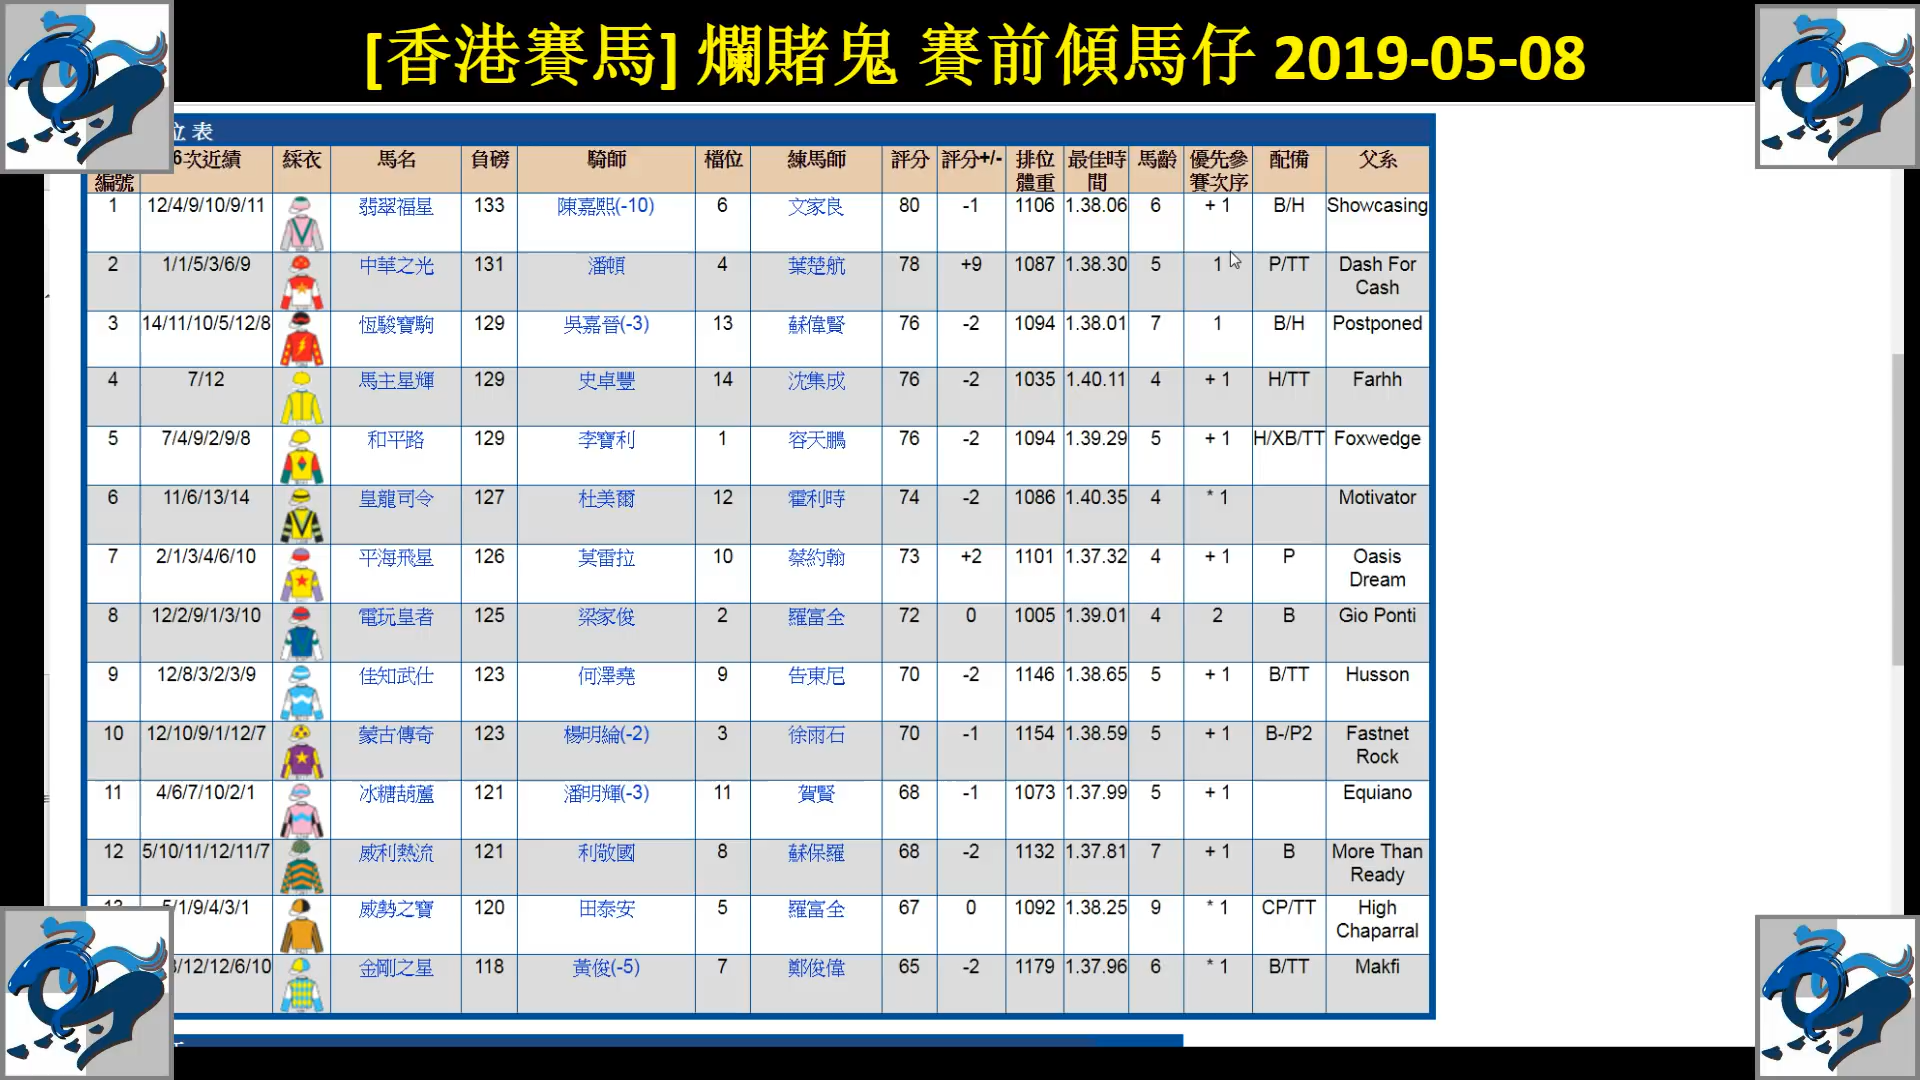 [香港賽馬] 爛賭鬼 賽前傾馬仔 2019-05-08
位表
編號 6次近績 綵衣 馬名 負磅 騎師 檔位 練馬師 評分 評分+/- 排位體重 最佳時間 馬齡 優先參賽次序 配備 父系
1 12/4/9/10/9/11 翡翠福星 133 陳嘉熙(-10) 6 文家良 80 -1 1106 1.38.06 6 + 1 B/H Showcasing
2 1/1/5/3/6/9 中華之光 131 潘頓 4 葉楚航 78 +9 1087 1.38.30 5 1 P/TT Dash For Cash
3 14/11/10/5/12/8 恆駿寶駒 129 吳嘉晉(-3) 13 蘇偉賢 76 -2 1094 1.38.01 7 1 B/H Postponed
4 7/12 馬主星輝 129 史卓豐 14 沈集成 76 -2 1035 1.40.11 4 + 1 H/TT Farhh
5 7/4/9/2/9/8 和平路 129 李寶利 1 容天鵬 76 -2 1094 1.39.29 5 + 1 H/XB/TT Foxwedge
6 11/6/13/14 皇龍司令 127 杜美爾 12 霍利時 74 -2 1086 1.40.35 4 * 1 Motivator
7 2/1/3/4/6/10 平海飛星 126 莫雷拉 10 蔡約翰 73 +2 1101 1.37.32 4 + 1 P Oasis Dream
8 12/2/9/1/3/10 電玩皇者 125 梁家俊 2 羅富全 72 0 1005 1.39.01 4 2 B Gio Ponti
9 12/8/3/2/3/9 佳知武仕 123 何澤堯 9 告東尼 70 -2 1146 1.38.65 5 + 1 B/TT Husson
10 12/10/9/1/12/7 蒙古傳奇 123 楊明綸(-2) 3 徐雨石 70 -1 1154 1.38.59 5 + 1 B-/P2 Fastnet Rock
11 4/6/7/10/2/1 冰糖葫蘆 121 潘明輝(-3) 11 賀賢 68 -1 1073 1.37.99 5 + 1 Equiano
12 5/10/11/12/11/7 威利熱流 121 利敬國 8 蘇保羅 68 -2 1132 1.37.81 7 + 1 B More Than Ready
13 5/1/9/4/3/1 威勢之寶 120 田泰安 5 羅富全 67 0 1092 1.38.25 9 * 1 CP/TT High Chaparral
/12/12/6/10 金剛之星 118 黃俊(-5) 7 鄭俊偉 65 -2 1179 1.37.96 6 * 1 B/TT Makfi